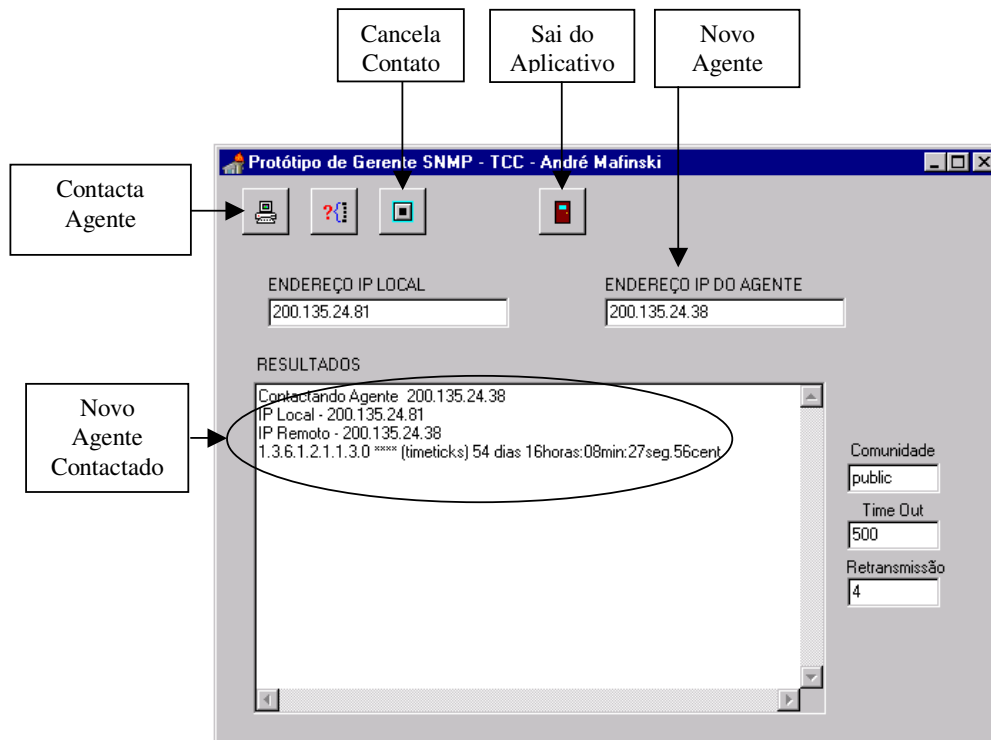 Cancela
Contato
Sai do
Aplicativo
Novo
Agente
Protótipo de Gerente SNMP - TCC - André Mafinski
Contacta
Agente
?{
ENDEREÇO IP LOCAL
200.135.24.81
ENDEREÇO IP DO AGENTE
200.135.24.38
RESULTADOS
Contactando Agente 200.135.24.38
IP Local - 200.135.24.81
IP Remoto - 200.135.24.38
1.3.6.1.2.1.1.3.0 **** (timeticks) 54 dias 16horas:08min:27seg.56cent
Novo
Agente
Contactado
Comunidade
public
Time Out
500
Retransmissão
4